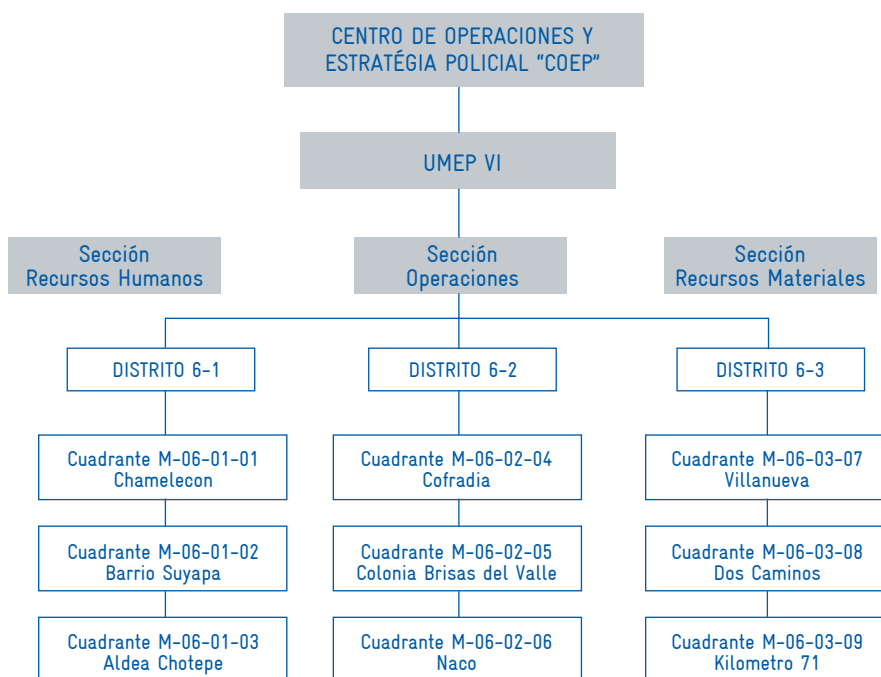 CENTRO DE OPERACIONES Y
ESTRATÉGIA POLICIAL "COEP"
UMEP VI
Sección
Recursos Humanos
Sección
Operaciones
Sección
Recursos Materiales
DISTRITO 6-1
DISTRITO 6-2
DISTRITO 6-3
Cuadrante M-06-01-01
Chamelecon
Cuadrante M-06-02-04
Cofradia
Cuadrante M-06-03-07
Villanueva
Cuadrante M-06-01-02
Barrio Suyapa
Cuadrante M-06-02-05
Colonia Brisas del Valle
Cuadrante M-06-03-08
Dos Caminos
Cuadrante M-06-01-03
Aldea Chotepe
Cuadrante M-06-02-06
Naco
Cuadrante M-06-03-09
Kilometro 71